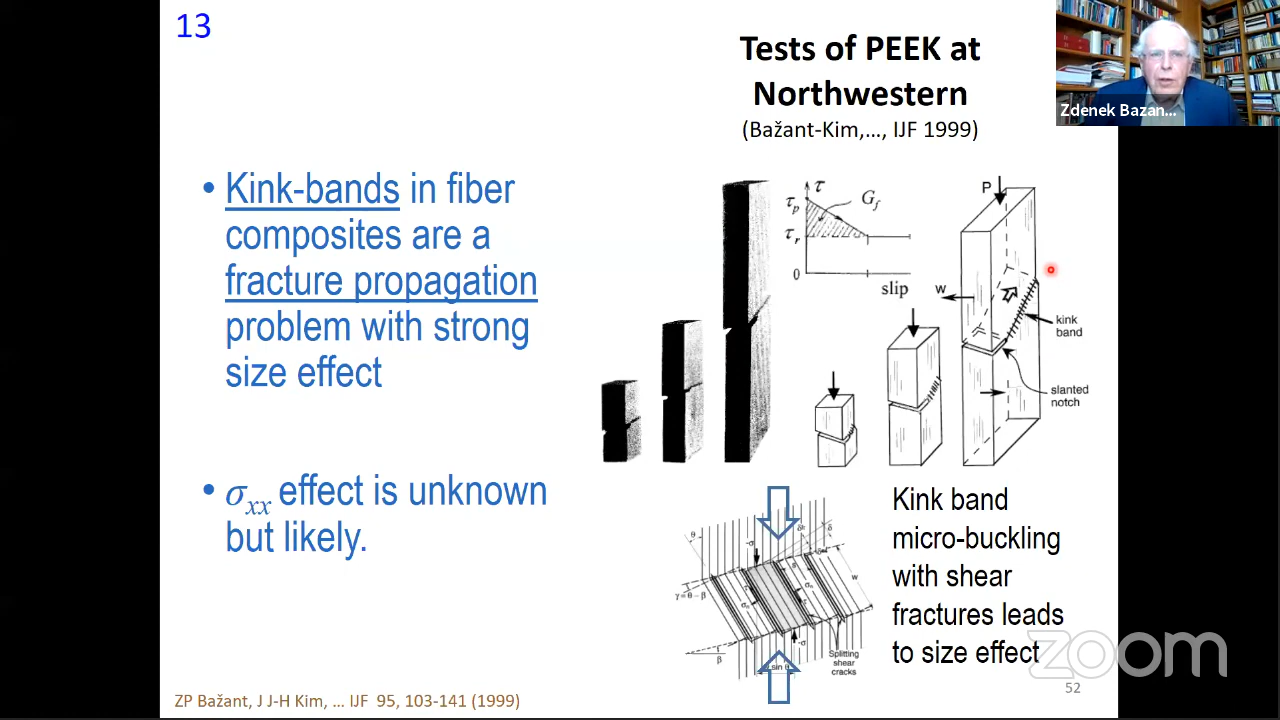 13
Tests of PEEK at
Northwestern
(Bažant-Kim,…, IJF 1999)
Zdenek Bazan...
• Kink-bands in fiber
composites are a
fracture propagation
problem with strong
size effect
• σxx effect is unknown
but likely.
τ
τp
Gf
τr
0
slip
P
w
kink
band
slanted
notch
θ
-σ
δ
w
γ=θ-β
β
-σ
Splitting
shear
cracks
Kink band
micro-buckling
with shear
fractures leads
to size effect
zoom
ZP Bažant, J J-H Kim, … IJF 95, 103-141 (1999)
52